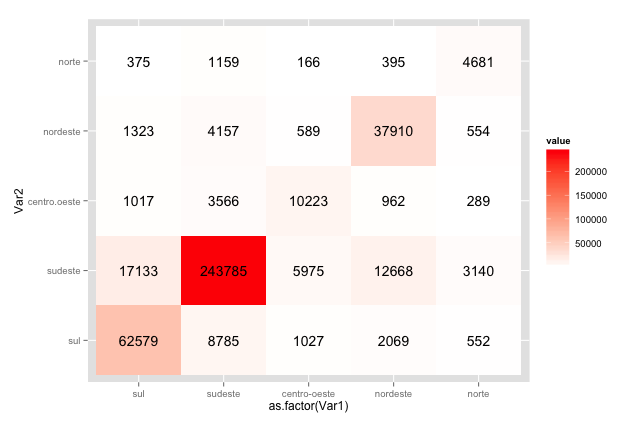 norte 375 1159 166 395 4681
nordeste 1323 4157 589 37910 554
centro.oeste 1017 3566 10223 962 289
sudeste 17133 243785 5975 12668 3140
sul 62579 8785 1027 2069 552
sul sudeste centro-oeste nordeste norte
as.factor(Var1)
Var2
value
200000
150000
100000
50000